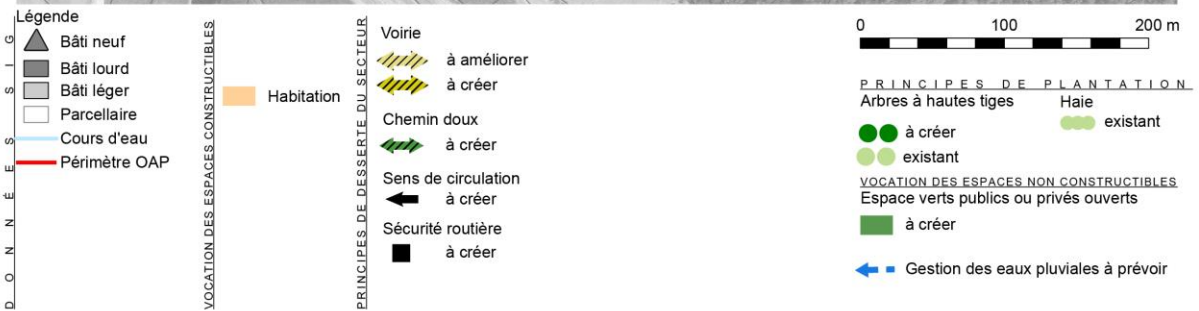 Légende
DONNÉES SIG
Bâti neuf
Bâti lourd
Bâti léger
Parcellaire
Cours d'eau
Périmètre OAP
VOCATION DES ESPACES CONSTRUCTIBLES
Habitation
PRINCIPES DE DESSERTE DU SECTEUR
Voirie
à améliorer
à créer
Chemin doux
à créer
Sens de circulation
à créer
Sécurité routière
à créer
0 100 200 m
PRINCIPES DE PLANTATION
Arbres à hautes tiges
à créer
existant
Haie
existant
VOCATION DES ESPACES NON CONSTRUCTIBLES
Espace verts publics ou privés ouverts
à créer
Gestion des eaux pluviales à prévoir